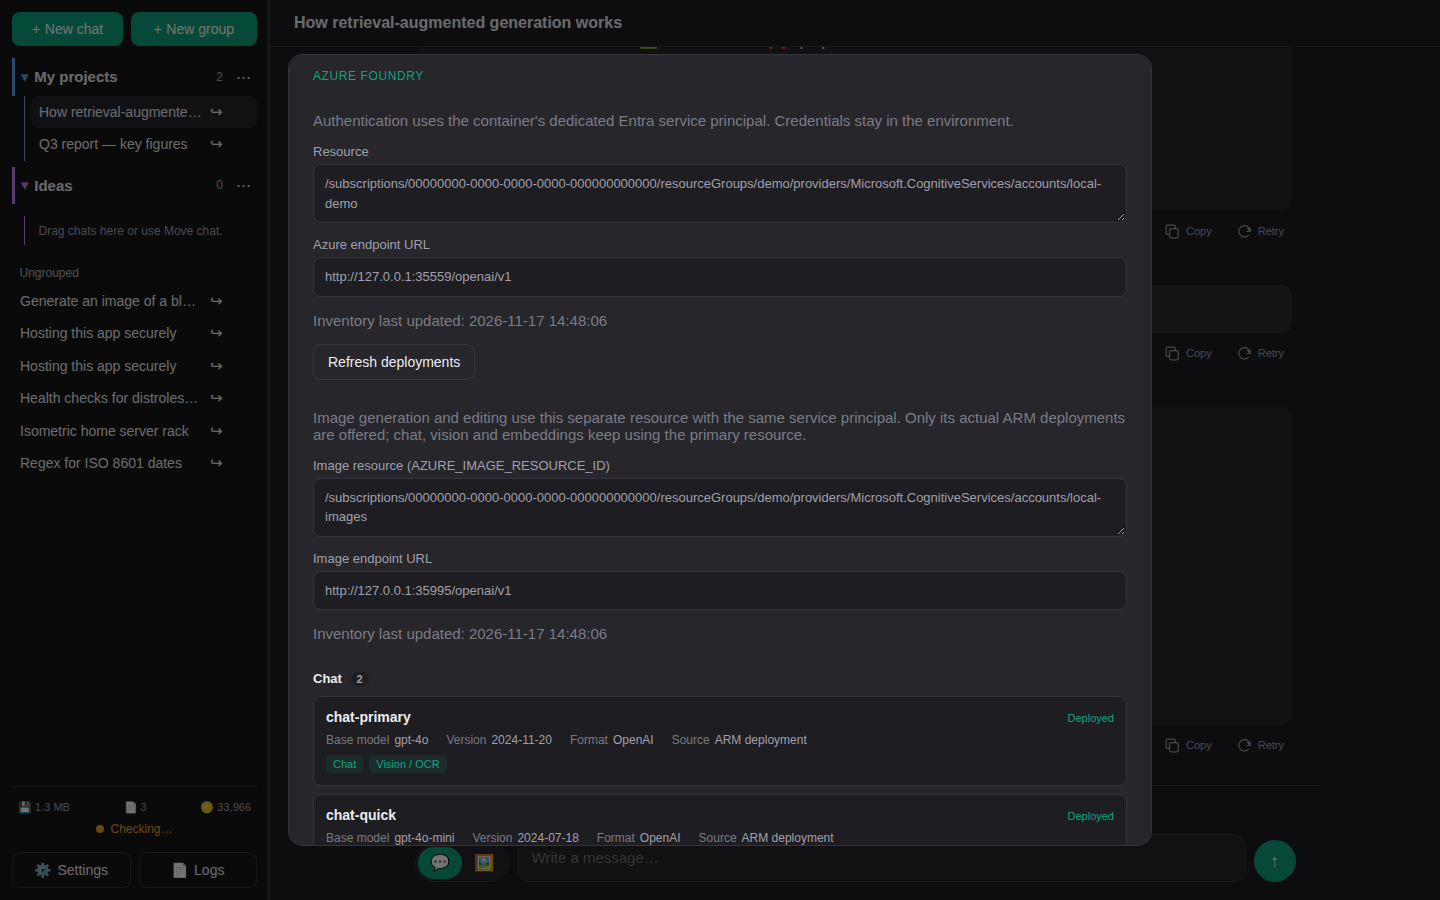 + New chat
+ New group
How retrieval-augmented generation works
▾ My projects 2 ⋯
How retrieval-augmente… ↪
Q3 report — key figures ↪
▾ Ideas 0 ⋯
Drag chats here or use Move chat.
Ungrouped
Generate an image of a bl… ↪
Hosting this app securely ↪
Hosting this app securely ↪
Health checks for distroles… ↪
Isometric home server rack ↪
Regex for ISO 8601 dates ↪
1.3 MB
3
33,966
Checking…
Settings
Logs
AZURE FOUNDRY
Authentication uses the container's dedicated Entra service principal. Credentials stay in the environment.
Resource
/subscriptions/00000000-0000-0000-0000-000000000000/resourceGroups/demo/providers/Microsoft.CognitiveServices/accounts/local-
demo
Azure endpoint URL
http://127.0.0.1:35559/openai/v1
Inventory last updated: 2026-11-17 14:48:06
Refresh deployments
Image generation and editing use this separate resource with the same service principal. Only its actual ARM deployments
are offered; chat, vision and embeddings keep using the primary resource.
Image resource (AZURE_IMAGE_RESOURCE_ID)
/subscriptions/00000000-0000-0000-0000-000000000000/resourceGroups/demo/providers/Microsoft.CognitiveServices/accounts/local-
images
Image endpoint URL
http://127.0.0.1:35995/openai/v1
Inventory last updated: 2026-11-17 14:48:06
Chat 2
chat-primary Deployed
Base model gpt-4o Version 2024-11-20 Format OpenAI Source ARM deployment
Chat Vision / OCR
chat-quick Deployed
Base model gpt-4o-mini Version 2024-07-18 Format OpenAI Source ARM deployment
Copy Retry
Copy Retry
Copy Retry
Write a message…
↑